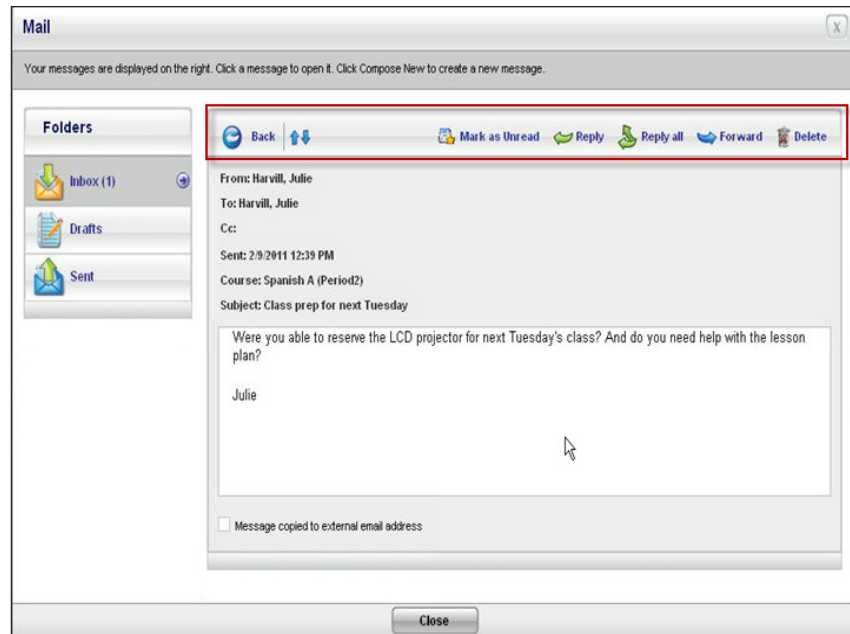 Mail
X
Your messages are displayed on the right. Click a message to open it. Click Compose New to create a new message.
Folders
Inbox (1)
Drafts
Sent
Back Mark as Unread Reply Reply all Forward Delete
From: Harvill, Julie
To: Harvill, Julie
Cc:
Sent: 2/9/2011 12:39 PM
Course: Spanish A (Period2)
Subject: Class prep for next Tuesday
Were you able to reserve the LCD projector for next Tuesday's class? And do you need help with the lesson
plan?
Julie
Message copied to external email address
Close